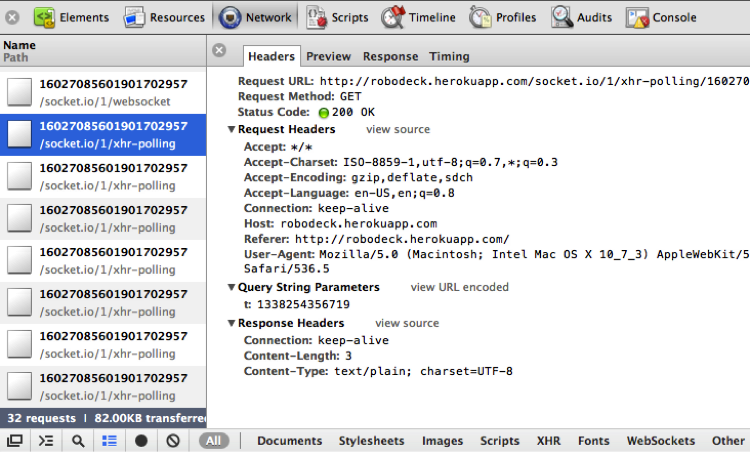 Elements Resources Network Scripts Timeline Profiles Audits Console
Name
Path
Headers Preview Response Timing
16027085601901702957
/socket.io/1/websocket
16027085601901702957
/socket.io/1/xhr-polling
16027085601901702957
/socket.io/1/xhr-polling
16027085601901702957
/socket.io/1/xhr-polling
16027085601901702957
/socket.io/1/xhr-polling
16027085601901702957
/socket.io/1/xhr-polling
16027085601901702957
/socket.io/1/xhr-polling
16027085601901702957
/socket.io/1/xhr-polling
32 requests | 82.00KB transferred
Request URL: http://robodeck.herokuapp.com/socket.io/1/xhr-polling/160270
Request Method: GET
Status Code: 200 OK
Request Headers view source
Accept: */*
Accept-Charset: ISO-8859-1,utf-8;q=0.7,*;q=0.3
Accept-Encoding: gzip,deflate,sdch
Accept-Language: en-US,en;q=0.8
Connection: keep-alive
Host: robodeck.herokuapp.com
Referer: http://robodeck.herokuapp.com/
User-Agent: Mozilla/5.0 (Macintosh; Intel Mac OS X 10_7_3) AppleWebKit/5
Safari/536.5
Query String Parameters view URL encoded
t: 1338254356719
Response Headers view source
Connection: keep-alive
Content-Length: 3
Content-Type: text/plain; charset=UTF-8
All Documents Stylesheets Images Scripts XHR Fonts WebSockets Other